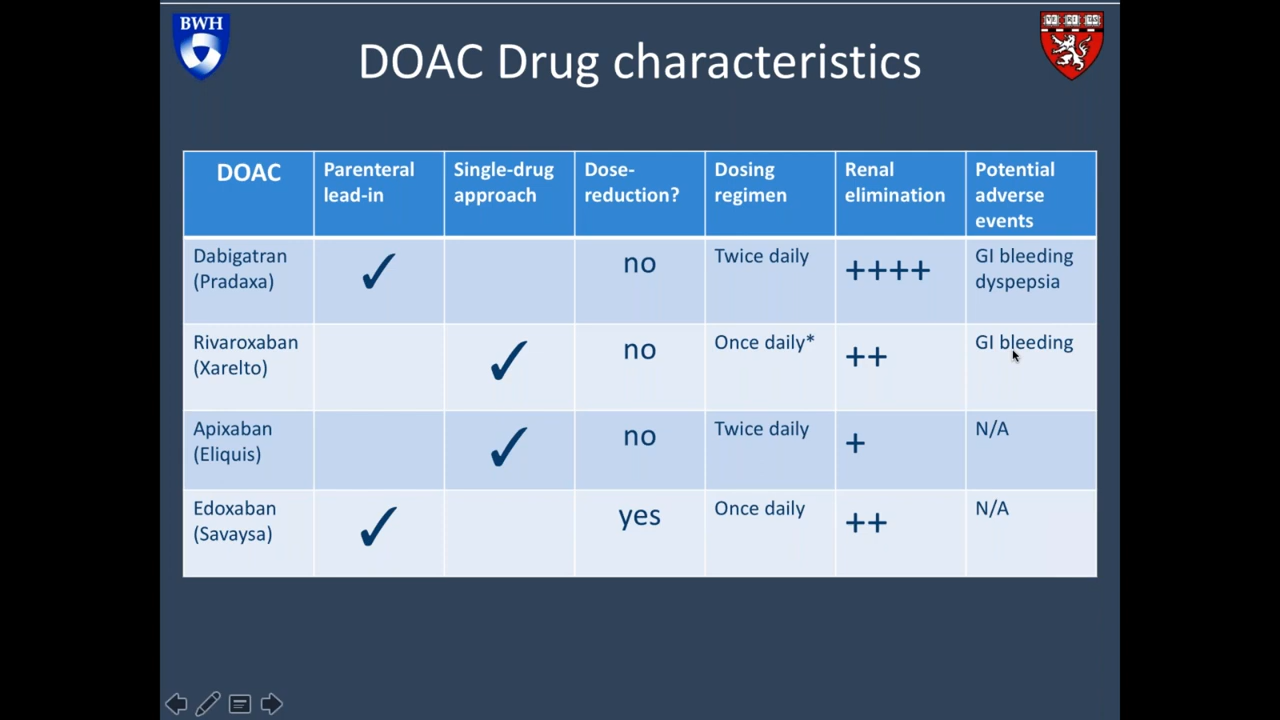 BWH
DOAC Drug characteristics
DOAC
Parenteral
lead-in
Single-drug
approach
Dose-
reduction?
Dosing
regimen
Renal
elimination
Potential
adverse
events
Dabigatran
(Pradaxa)
✓
no
Twice daily
++++
GI bleeding
dyspepsia
Rivaroxaban
(Xarelto)
✓
no
Once daily*
++
GI bleeding
Apixaban
(Eliquis)
✓
no
Twice daily
+
N/A
Edoxaban
(Savaysa)
✓
yes
Once daily
++
N/A